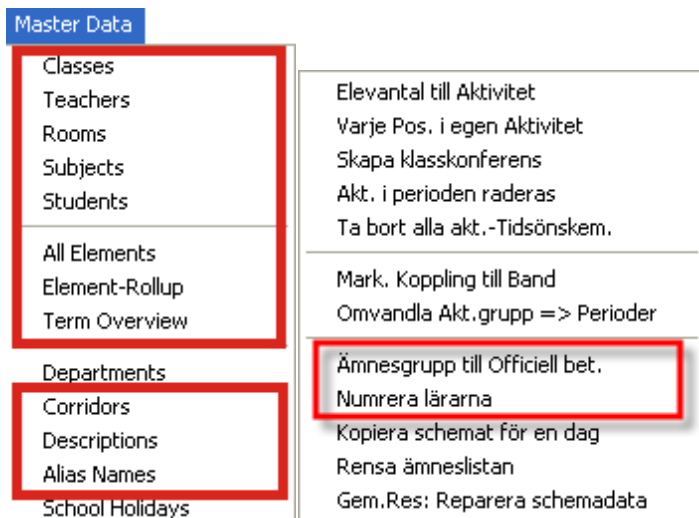 Master Data
Classes
Teachers
Rooms
Subjects
Students
All Elements
Element-Rollup
Term Overview
Departments
Corridors
Descriptions
Alias Names
School Holidays
Elevantal till Aktivitet
Varje Pos. i egen Aktivitet
Skapa klasskonferens
Akt. i perioden raderas
Ta bort alla akt.-Tidsönskem.
Mark. Koppling till Band
Omvandla Akt.grupp => Perioder
Ämnesgrupp till Officiell bet.
Numrera lärarna
Kopiera schemat för en dag
Rensa ämneslistan
Gem.Res: Reparera schemadata